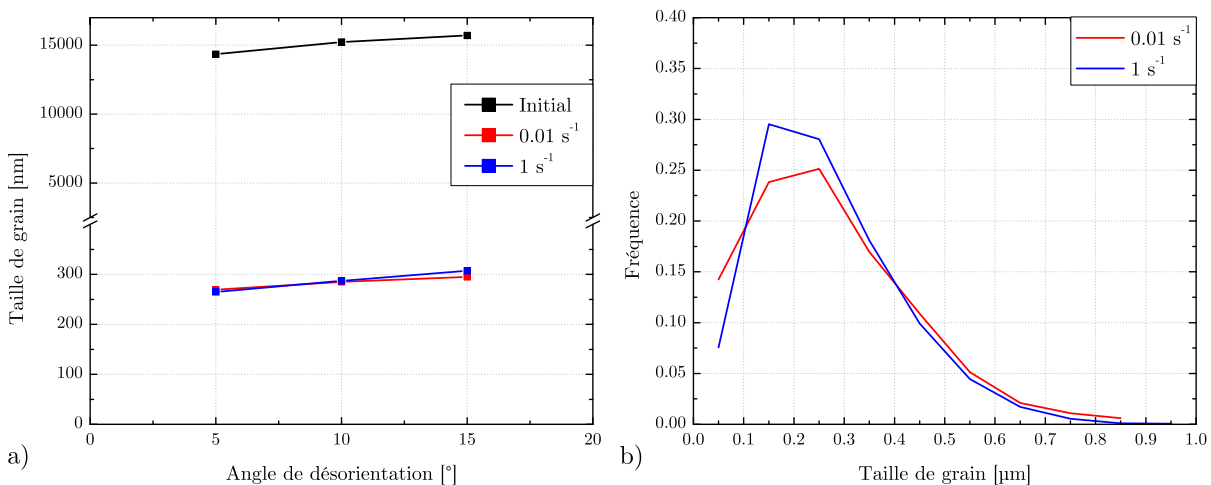 15000
10000
5000
300
200
100
0
0
5
10
15
20
Taille de grain [nm]
Angle de désorientation [°]
Initial
0.01 s⁻¹
1 s⁻¹
a)
0.40
0.35
0.30
0.25
0.20
0.15
0.10
0.05
0.00
0.0
0.1
0.2
0.3
0.4
0.5
0.6
0.7
0.8
0.9
1.0
Fréquence
Taille de grain [µm]
0.01 s⁻¹
1 s⁻¹
b)